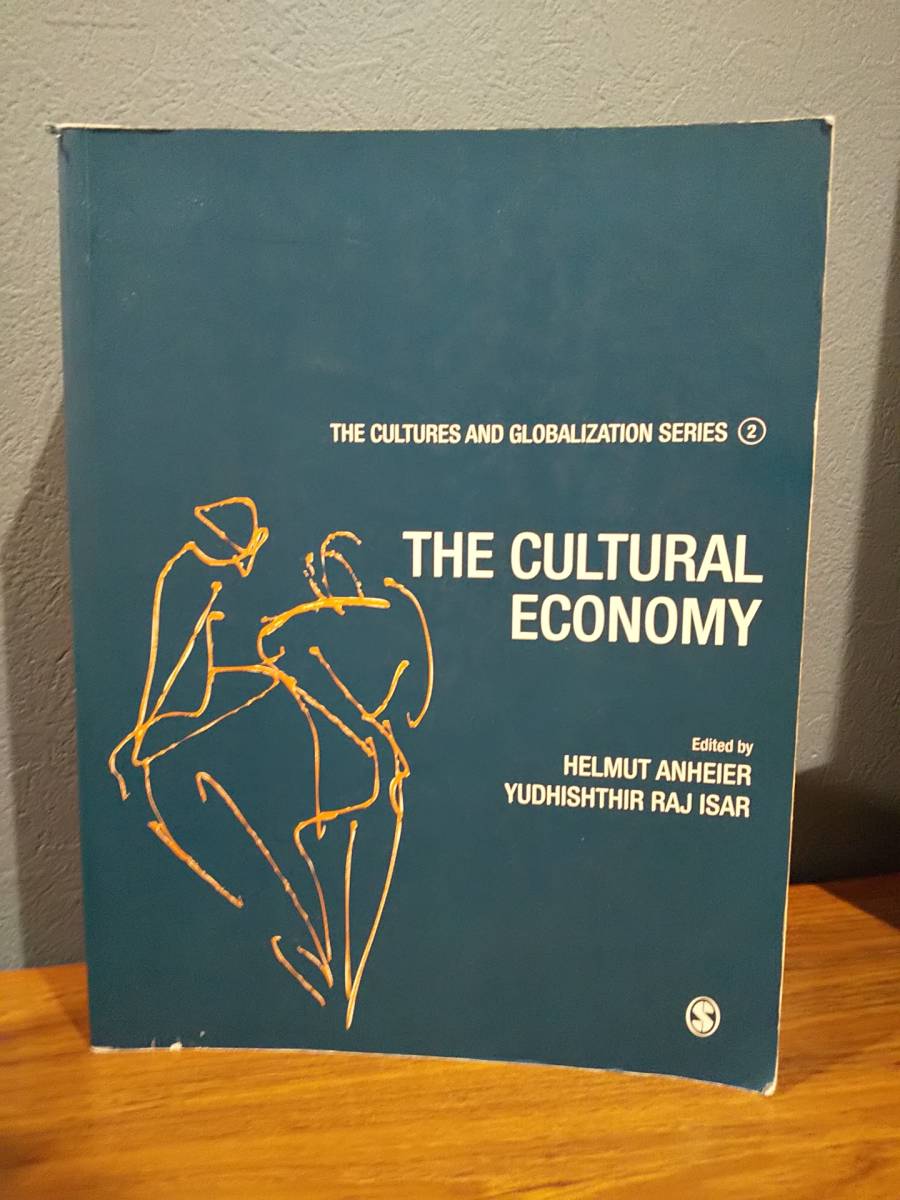 THE CULTURES AND GLOBALIZATION SERIES 2
THE CULTURAL
ECONOMY
Edited by
HELMUT ANHEIER
YUDHISHTHIR RAJ ISAR
S